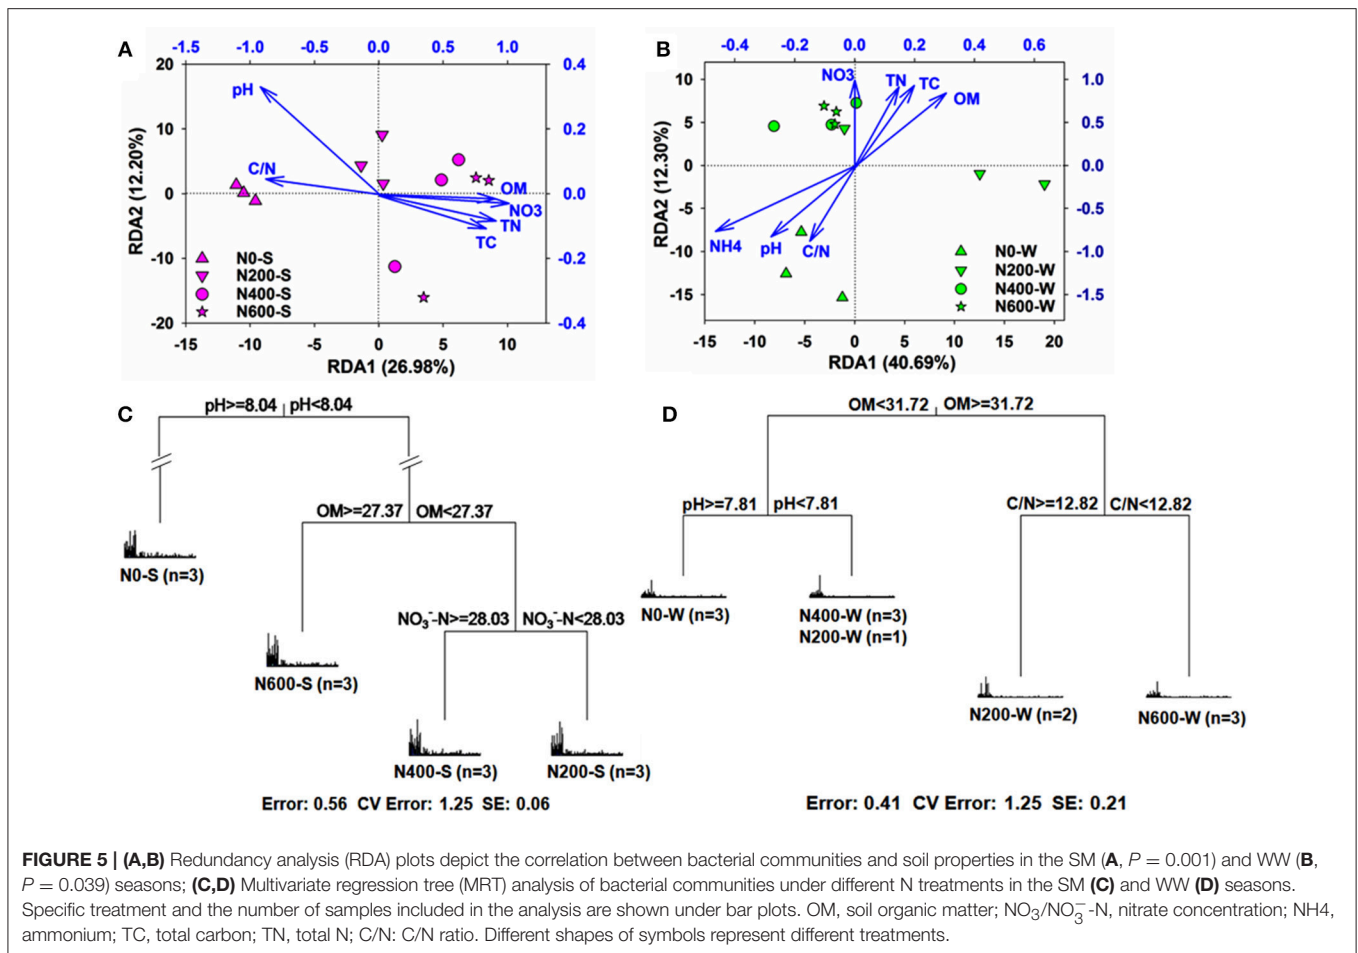 A
-1.5 -1.0 0.0 0.5 1.0
20 10 0 -10 -20
0.4 0.2 0.0 -0.2 -0.4
RDA2 (12.20%)
pH
C/N
OM
NO3
TN
TC
N0-S
N200-S
N400-S
N600-S
-15 -10 -5 0 5 10
RDA1 (26.98%)
B
-0.4 -0.2 0.0 0.2 0.4 0.6
10 5 0 -5 -10 -15
1.0 0.5 0.0 -0.5 -1.0 -1.5
RDA2 (12.30%)
NO3
TN
TC
OM
NH4
pH
C/N
N0-W
N200-W
N400-W
N600-W
-15 -10 -5 0 5 10 15 20
RDA1 (40.69%)
C
pH>=8.04 pH<8.04
OM>=27.37 OM<27.37
N0-S (n=3)
NO3⁻-N>=28.03 NO3⁻-N<28.03
N600-S (n=3)
N400-S (n=3) N200-S (n=3)
Error: 0.56 CV Error: 1.25 SE: 0.06
D
OM<31.72 OM>=31.72
pH>=7.81 pH<7.81
C/N>=12.82 C/N<12.82
N0-W (n=3)
N400-W (n=3)
N200-W (n=1)
N200-W (n=2) N600-W (n=3)
Error: 0.41 CV Error: 1.25 SE: 0.21
FIGURE 5 | (A,B) Redundancy analysis (RDA) plots depict the correlation between bacterial communities and soil properties in the SM (A, P = 0.001) and WW (B,
P = 0.039) seasons; (C,D) Multivariate regression tree (MRT) analysis of bacterial communities under different N treatments in the SM (C) and WW (D) seasons.
Specific treatment and the number of samples included in the analysis are shown under bar plots. OM, soil organic matter; NO3/NO3⁻-N, nitrate concentration; NH4,
ammonium; TC, total carbon; TN, total N; C/N: C/N ratio. Different shapes of symbols represent different treatments.